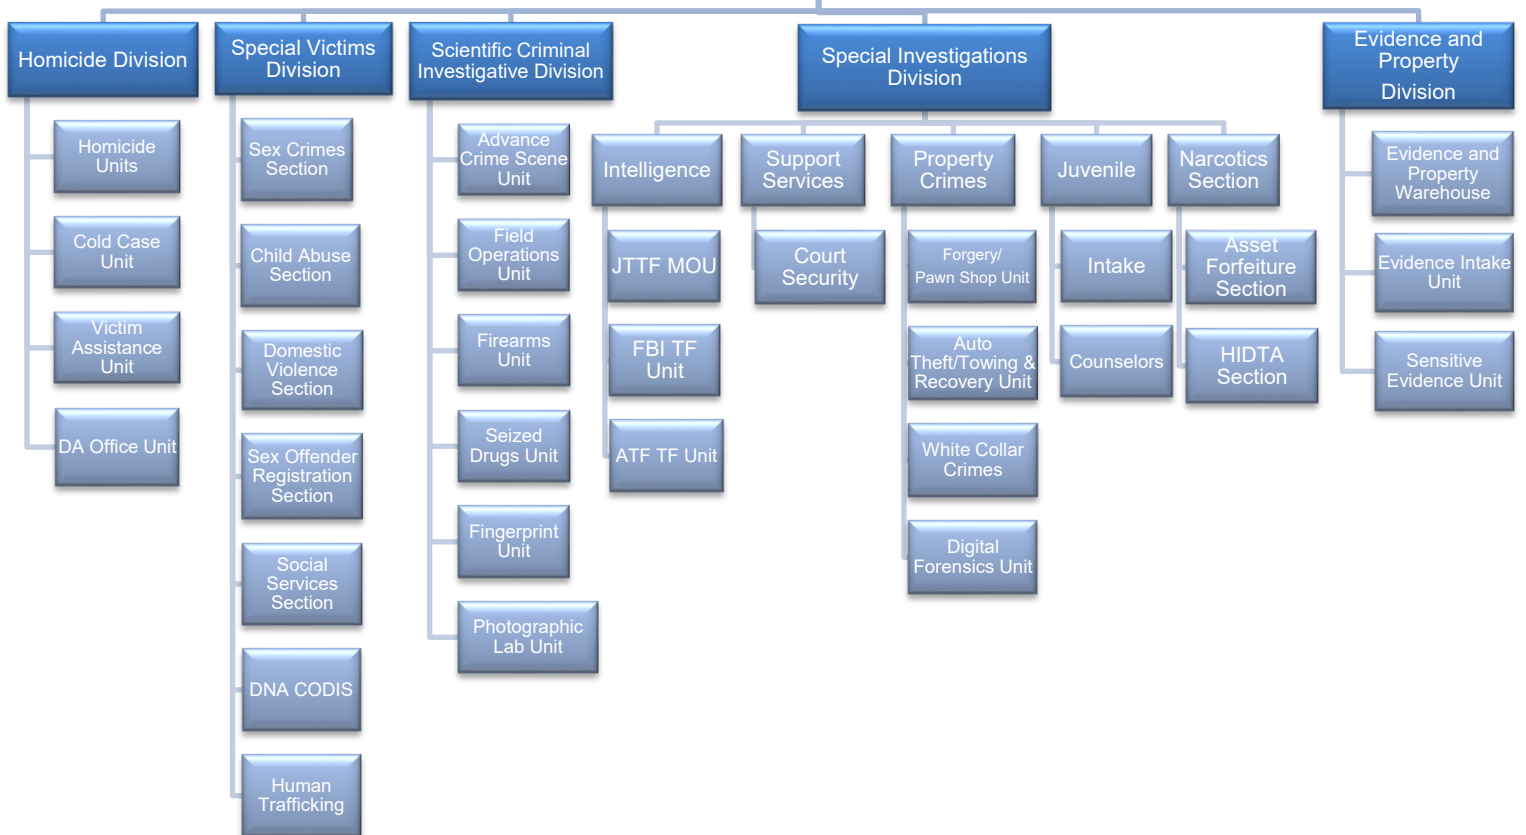 Homicide Division
Homicide
Units
Cold Case
Unit
Victim
Assistance
Unit
DA Office Unit
Special Victims
Division
Sex Crimes
Section
Child Abuse
Section
Domestic
Violence
Section
Sex Offender
Registration
Section
Social
Services
Section
DNA CODIS
Human
Trafficking
Scientific Criminal
Investigative Division
Advance
Crime Scene
Unit
Field
Operations
Unit
Firearms
Unit
Seized
Drugs Unit
Fingerprint
Unit
Photographic
Lab Unit
Special Investigations
Division
Intelligence
JTTF MOU
FBI TF
Unit
ATF TF Unit
Support
Services
Court
Security
Property
Crimes
Forgery/
Pawn Shop Unit
Auto
Theft/Towing &
Recovery Unit
White Collar
Crimes
Digital
Forensics Unit
Juvenile
Intake
Counselors
Narcotics
Section
Asset
Forfeiture
Section
HIDTA
Section
Evidence and
Property
Division
Evidence and
Property
Warehouse
Evidence Intake
Unit
Sensitive
Evidence Unit